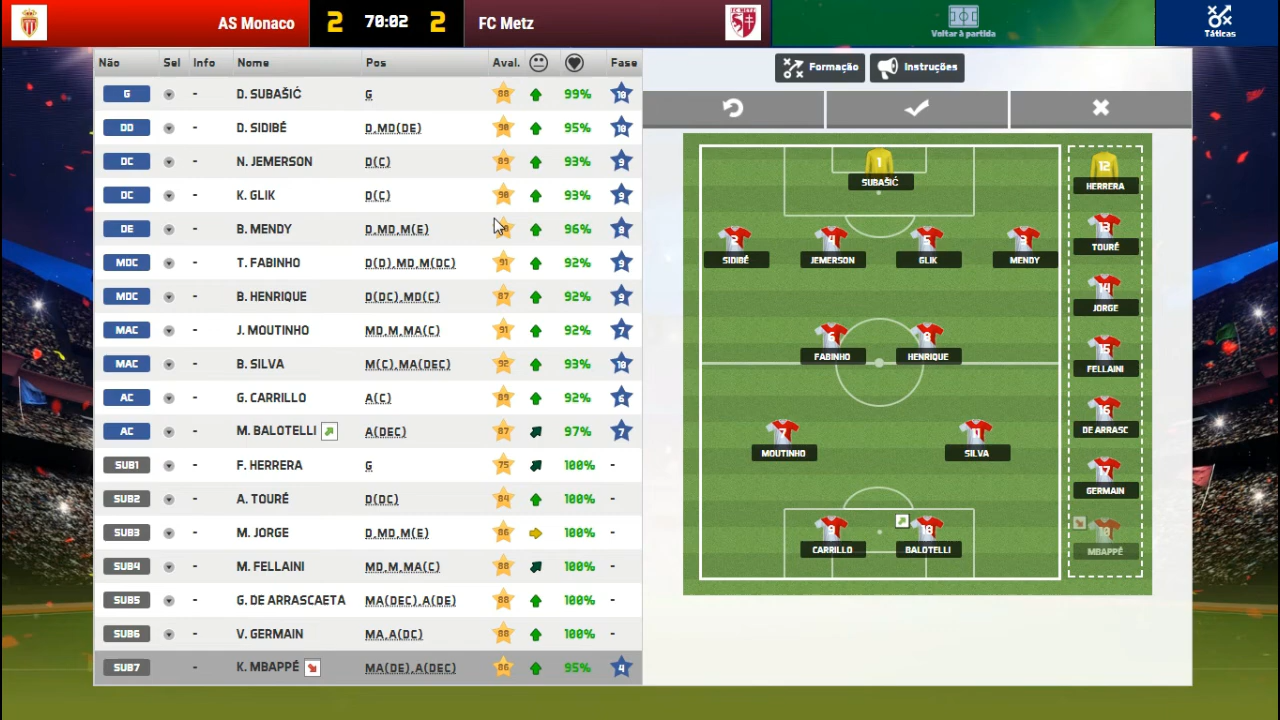 AS Monaco 2 70:02 2 FC Metz
Voltar à partida
Táticas
Não Sel Info Nome Pos Aval. Fase
G - D. SUBAŠIĆ G 88 99% 10
DD - D. SIDIBÉ D,MD(DE) 90 95% 10
DC - N. JEMERSON D(C) 89 93% 9
DC - K. GLIK D(C) 90 93% 9
DE - B. MENDY D,MD,M(E) 96% 8
MDC - T. FABINHO D(D),MD,M(DC) 91 92% 9
MDC - B. HENRIQUE D(DC),MD(C) 87 92% 9
MAC - J. MOUTINHO MD,M,MA(C) 91 92% 7
MAC - B. SILVA M(C),MA(DEC) 92 93% 10
AC - G. CARRILLO A(C) 89 92% 6
AC - M. BALOTELLI A(DEC) 87 97% 7
SUB1 - F. HERRERA G 75 100% -
SUB2 - A. TOURÉ D(DC) 84 100% -
SUB3 - M. JORGE D,MD,M(E) 86 100% -
SUB4 - M. FELLAINI MD,M,MA(C) 88 100% -
SUB5 - G. DE ARRASCAETA MA(DEC),A(DE) 88 100% -
SUB6 - V. GERMAIN MA,A(DC) 88 100% -
SUB7 - K. MBAPPÉ MA(DE),A(DEC) 86 95% 4
Formação Instruções
1
SUBAŠIĆ
SIDIBÉ JEMERSON GLIK MENDY
FABINHO HENRIQUE
MOUTINHO SILVA
CARRILLO BALOTELLI
12
HERRERA
TOURÉ
JORGE
15
FELLAINI
16
DE ARRASC
GERMAIN
MBAPPÉ